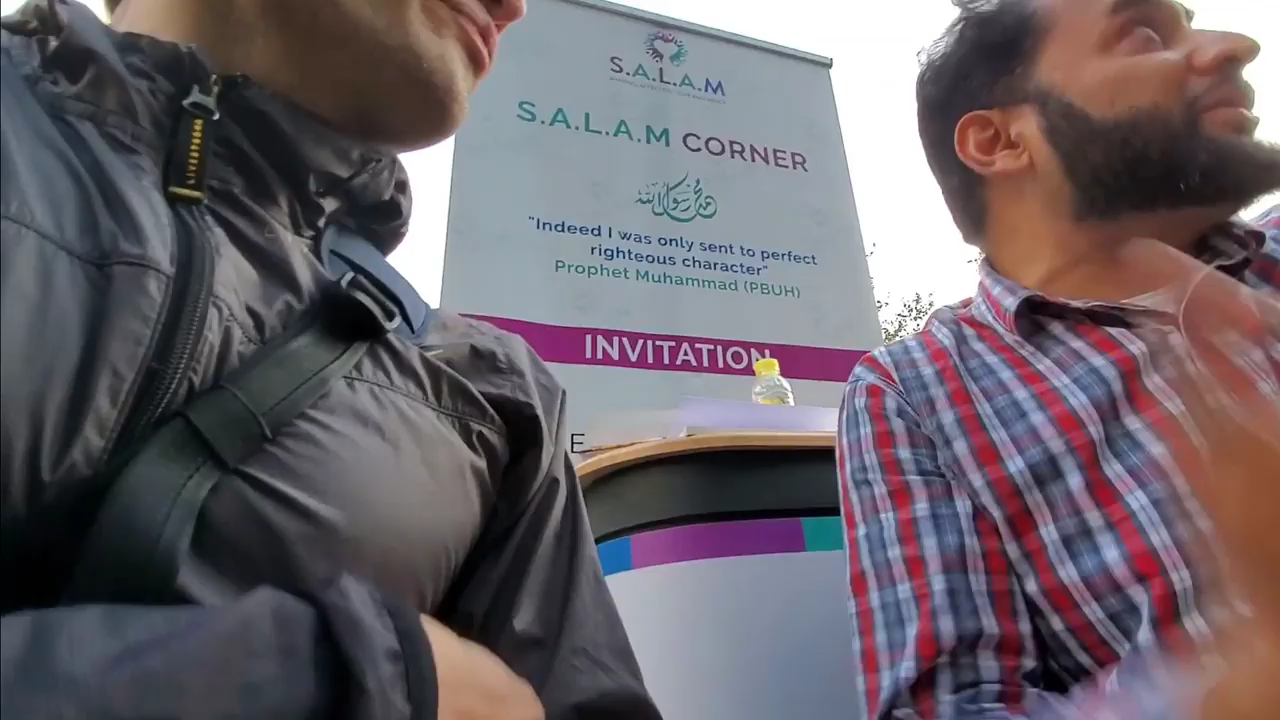 S.A.L.A.M
S.A.L.A.M CORNER
محمد رسول الله
"Indeed I was only sent to perfect
righteous character"
Prophet Muhammad (PBUH)
INVITATION
E